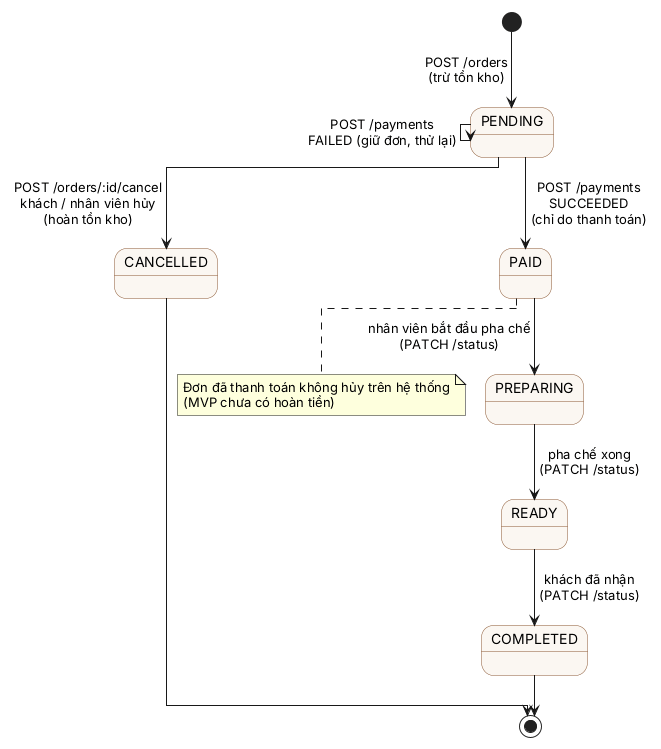 POST /orders
(trừ tồn kho)
PENDING
POST /payments
FAILED (giữ đơn, thử lại)
POST /orders/:id/cancel
khách / nhân viên hủy
(hoàn tồn kho)
POST /payments
SUCCEEDED
(chỉ do thanh toán)
CANCELLED
PAID
nhân viên bắt đầu pha chế
(PATCH /status)
Đơn đã thanh toán không hủy trên hệ thống
(MVP chưa có hoàn tiền)
PREPARING
pha chế xong
(PATCH /status)
READY
khách đã nhận
(PATCH /status)
COMPLETED